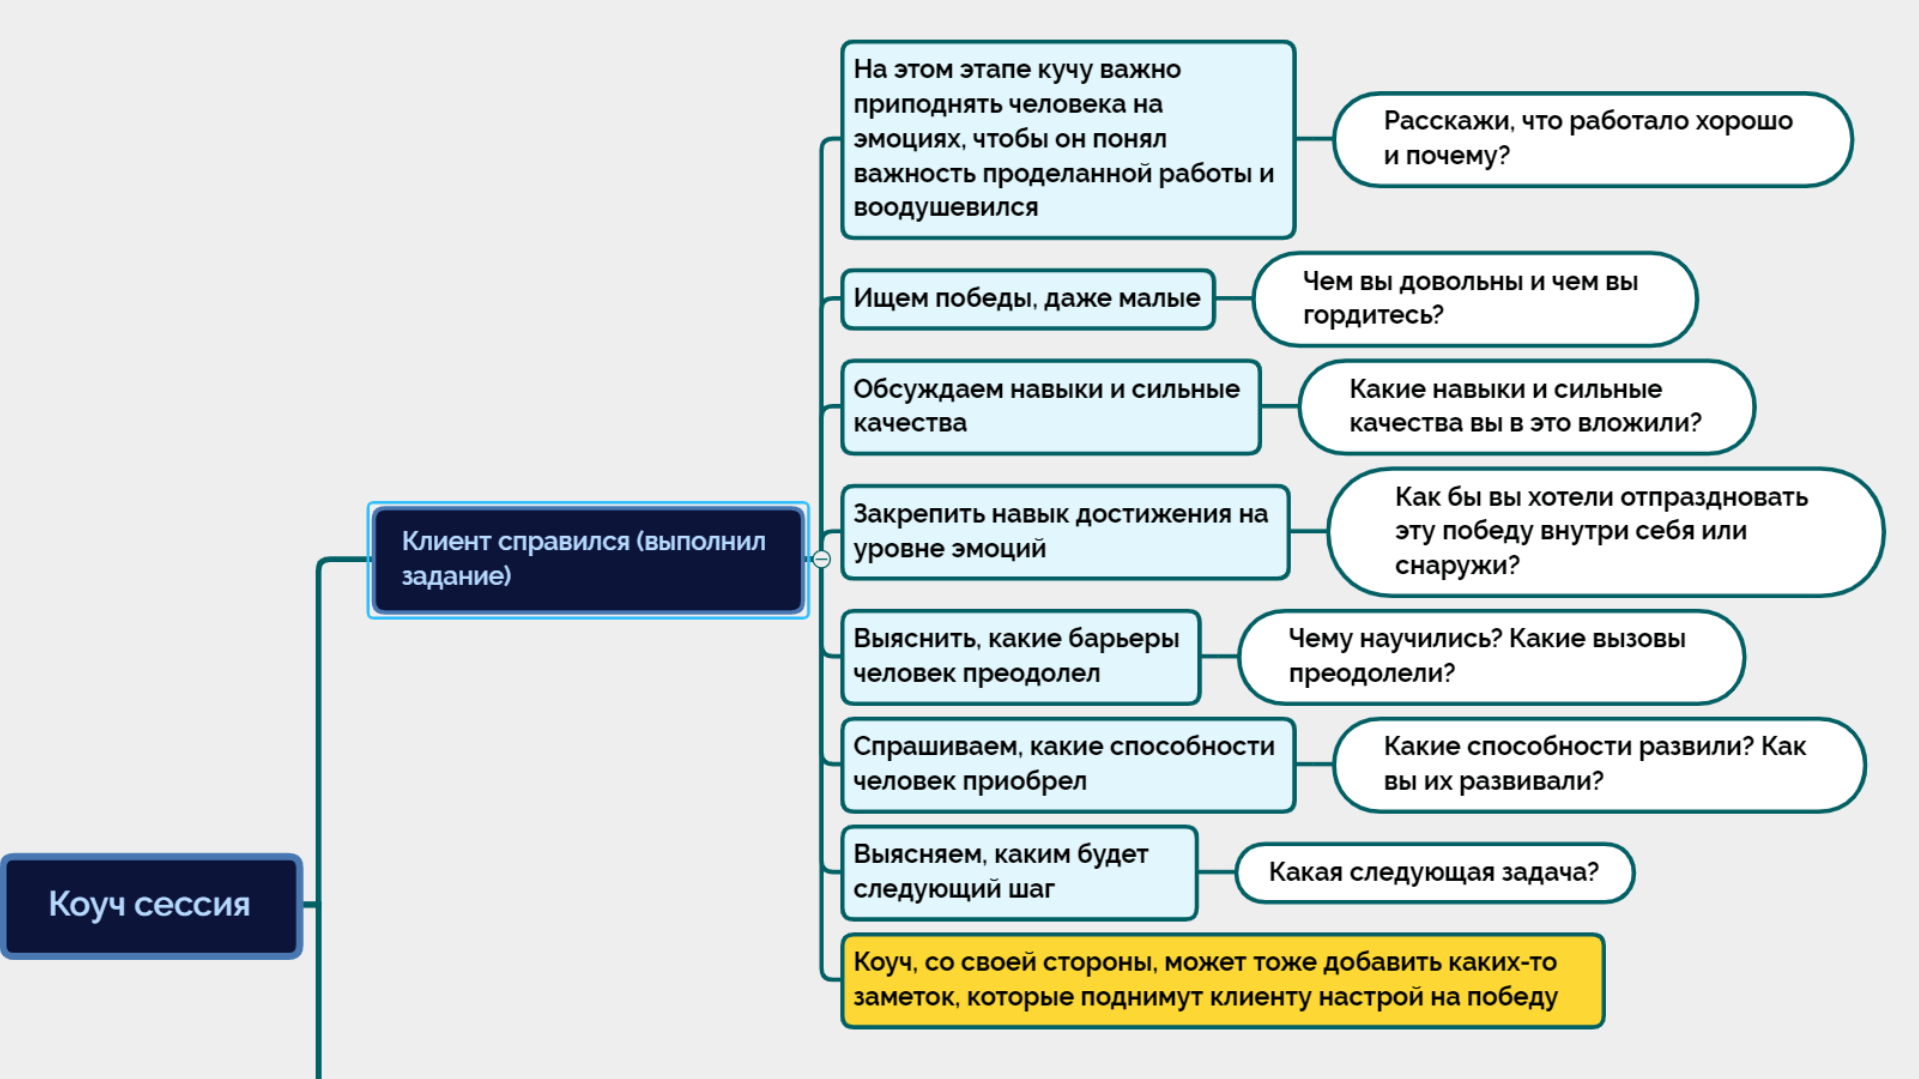 На этом этапе кучу важно
приподнять человека на
эмоциях, чтобы он понял
важность проделанной работы и
воодушевился
Расскажи, что работало хорошо
и почему?
Ищем победы, даже малые
Чем вы довольны и чем вы
гордитесь?
Обсуждаем навыки и сильные
качества
Какие навыки и сильные
качества вы в это вложили?
Клиент справился (выполнил
задание)
Закрепить навык достижения на
уровне эмоций
Как бы вы хотели отпраздновать
эту победу внутри себя или
снаружи?
Выяснить, какие барьеры
человек преодолел
Чему научились? Какие вызовы
преодолели?
Спрашиваем, какие способности
человек приобрел
Какие способности развили? Как
вы их развивали?
Выясняем, каким будет
следующий шаг
Какая следующая задача?
Коуч сессия
Коуч, со своей стороны, может тоже добавить каких-то
заметок, которые поднимут клиенту настрой на победу